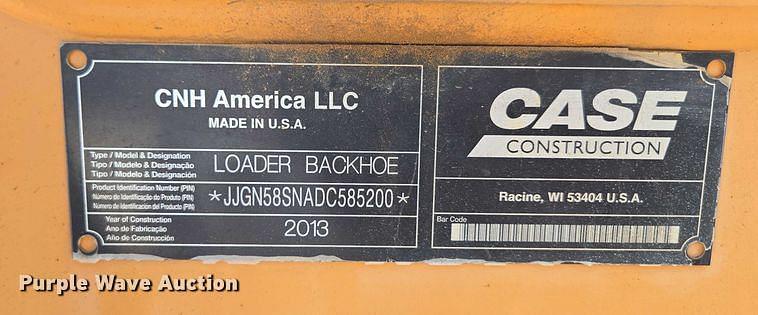 CNH America LLC
MADE IN U.S.A.
Type / Model & Designation
Tipo / Modelo & Designação
Tipo / Modelo & Designación
LOADER BACKHOE
Product Identification Number (PIN)
Número de Identificação do Produto (PIN)
Número de Identificacion del Producto (PIN)
*JJGN58SNADC585200*
Year of Construction
Ano de Fabricação
Año de Construcción
2013
CASE
CONSTRUCTION
Racine, WI 53404 U.S.A.
Bar Code
Purple Wave Auction